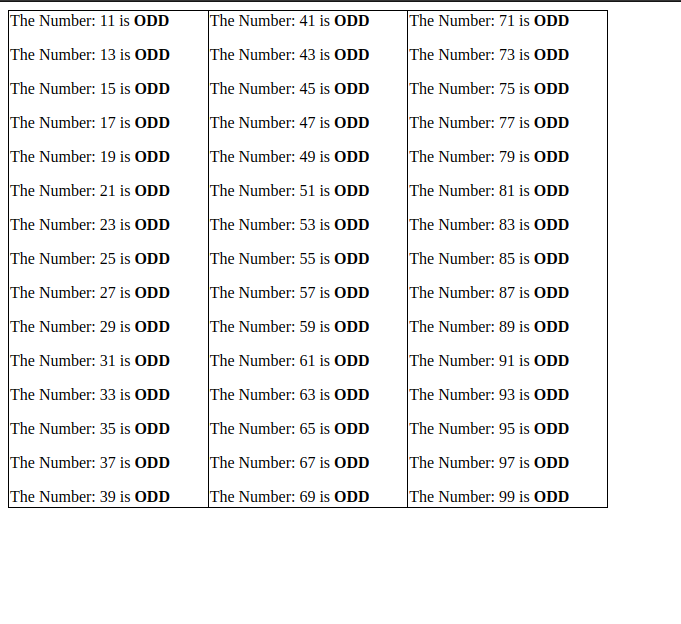 The Number: 11 is ODD
The Number: 13 is ODD
The Number: 15 is ODD
The Number: 17 is ODD
The Number: 19 is ODD
The Number: 21 is ODD
The Number: 23 is ODD
The Number: 25 is ODD
The Number: 27 is ODD
The Number: 29 is ODD
The Number: 31 is ODD
The Number: 33 is ODD
The Number: 35 is ODD
The Number: 37 is ODD
The Number: 39 is ODD
The Number: 41 is ODD
The Number: 43 is ODD
The Number: 45 is ODD
The Number: 47 is ODD
The Number: 49 is ODD
The Number: 51 is ODD
The Number: 53 is ODD
The Number: 55 is ODD
The Number: 57 is ODD
The Number: 59 is ODD
The Number: 61 is ODD
The Number: 63 is ODD
The Number: 65 is ODD
The Number: 67 is ODD
The Number: 69 is ODD
The Number: 71 is ODD
The Number: 73 is ODD
The Number: 75 is ODD
The Number: 77 is ODD
The Number: 79 is ODD
The Number: 81 is ODD
The Number: 83 is ODD
The Number: 85 is ODD
The Number: 87 is ODD
The Number: 89 is ODD
The Number: 91 is ODD
The Number: 93 is ODD
The Number: 95 is ODD
The Number: 97 is ODD
The Number: 99 is ODD